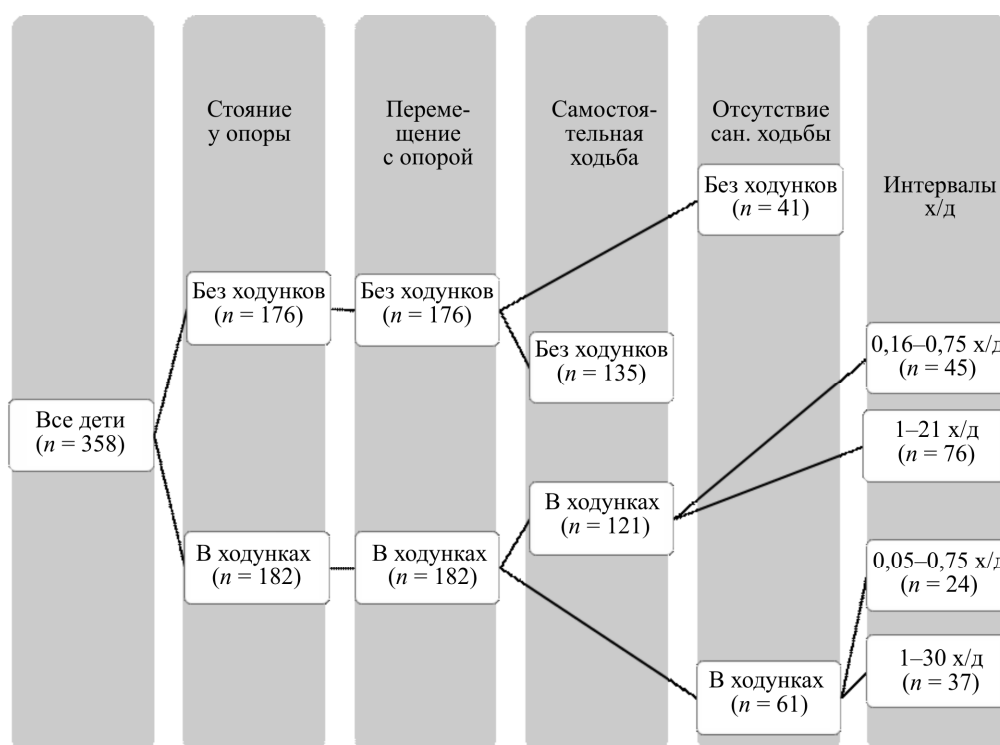 Стояние
у опоры
Переме-
щение
с опорой
Самостоя-
тельная
ходьба
Отсутствие
сан. ходьбы
Интервалы
х/д
Все дети
(n = 358)
Без ходунков
(n = 176)
В ходунках
(n = 182)
Без ходунков
(n = 176)
В ходунках
(n = 182)
Без ходунков
(n = 135)
В ходунках
(n = 121)
Без ходунков
(n = 41)
В ходунках
(n = 61)
0,16–0,75 х/д
(n = 45)
1–21 х/д
(n = 76)
0,05–0,75 х/д
(n = 24)
1–30 х/д
(n = 37)